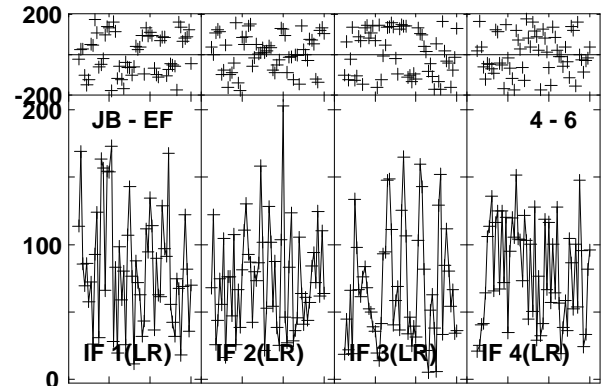 200
-200
200
JB - EF
4 - 6
100
0
IF 1(LR)
IF 2(LR)
IF 3(LR)
IF 4(LR)